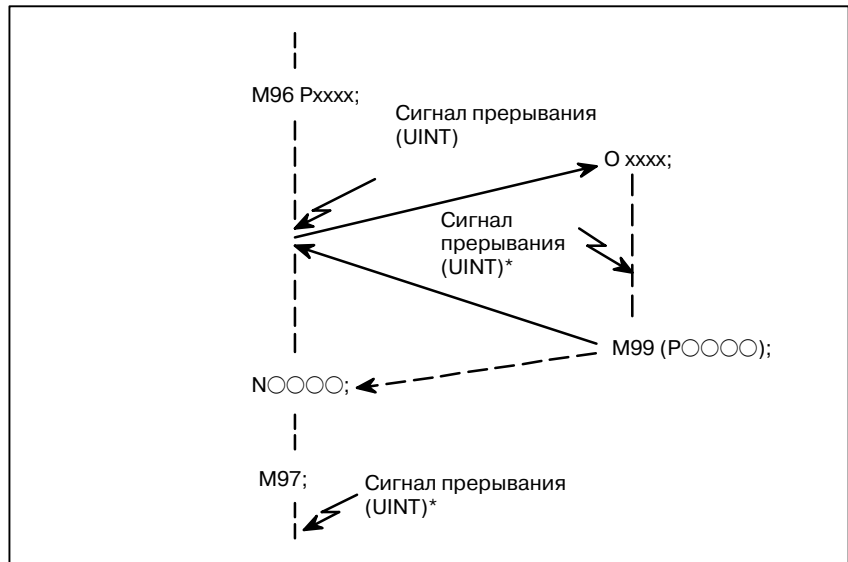 M96 Pxxxx;
Сигнал прерывания
(UINT)
O xxxx;
Сигнал
прерывания
(UINT)*
M99 (P○○○○);
N○○○○;
M97;
Сигнал прерывания
(UINT)*